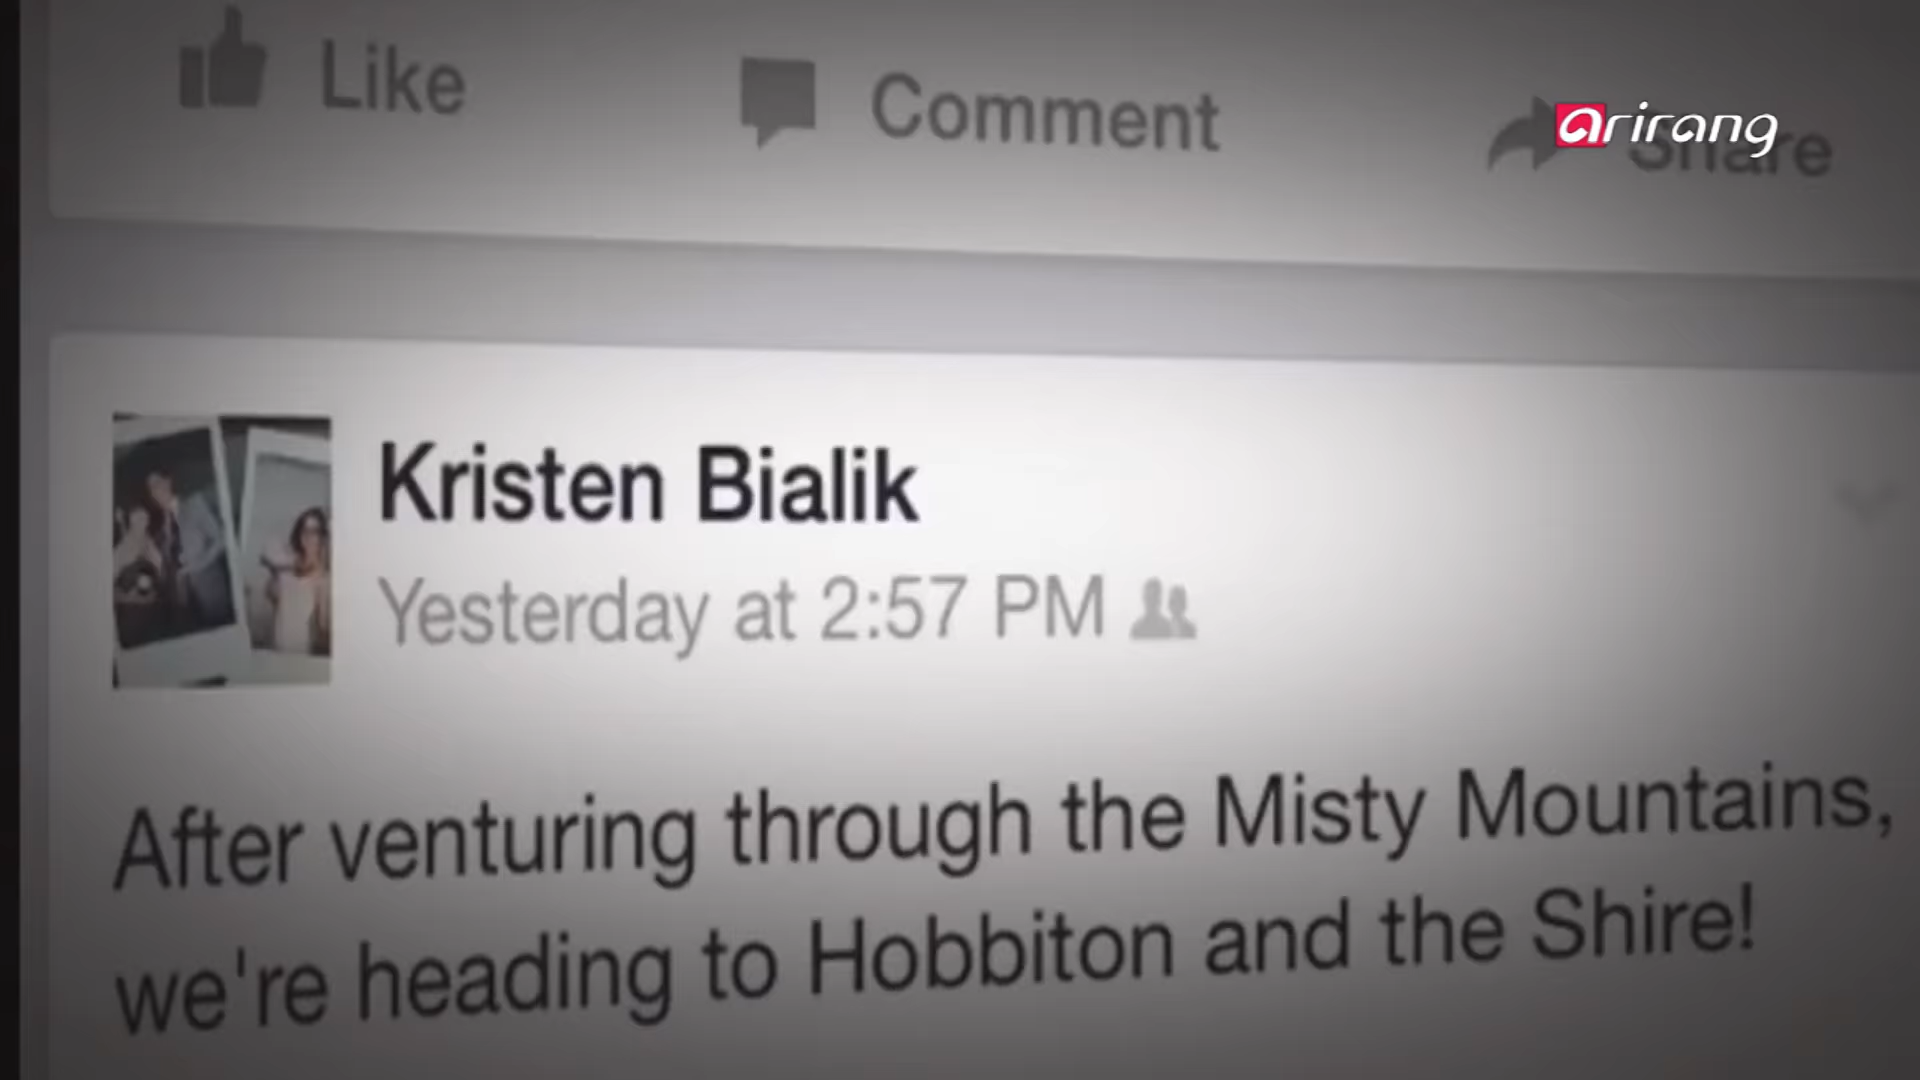 Like Comment Share
arirang
Kristen Bialik
Yesterday at 2:57 PM
After venturing through the Misty Mountains,
we're heading to Hobbiton and the Shire!